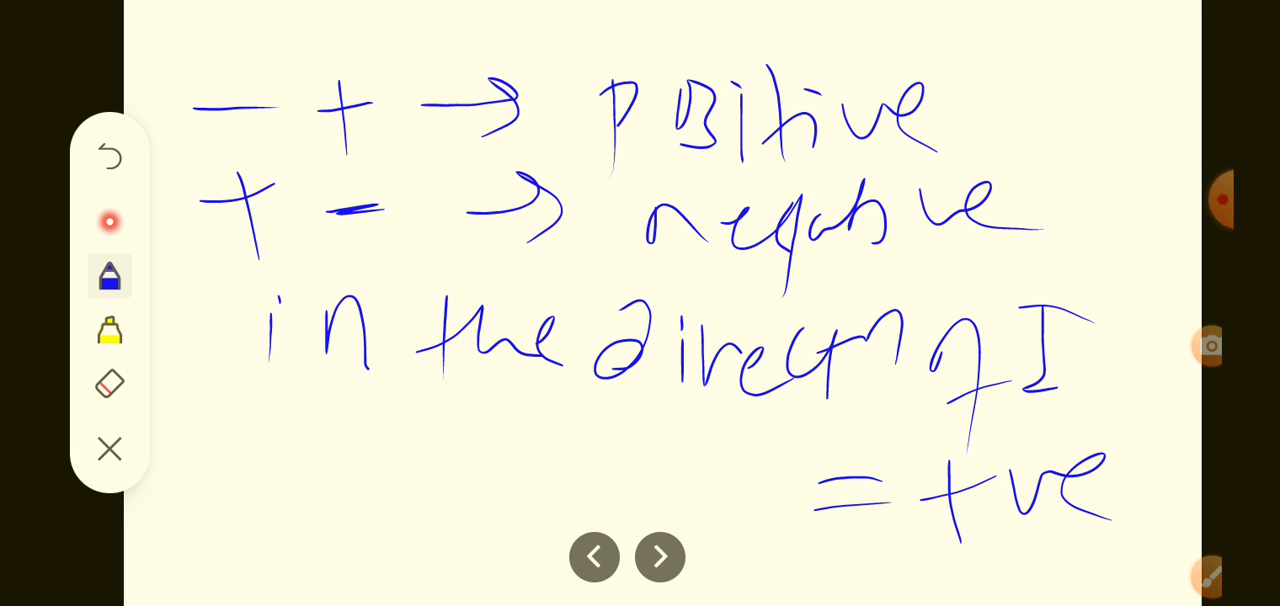 - + → positive
+ - → negative
in the direction of I
= +ve